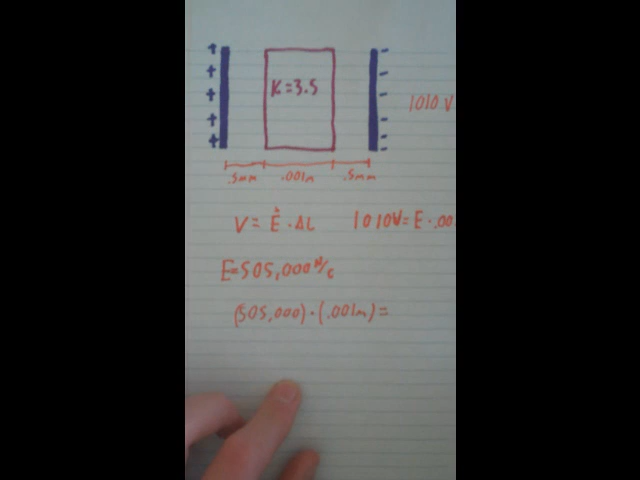 + -
+ -
+ K=3.5 - 1010 V
+ -
+ -
.5mm .001m .5mm
V= E · ΔL 1010V= E · .00
E=505,000 N/C
(505,000) · (.001m) =